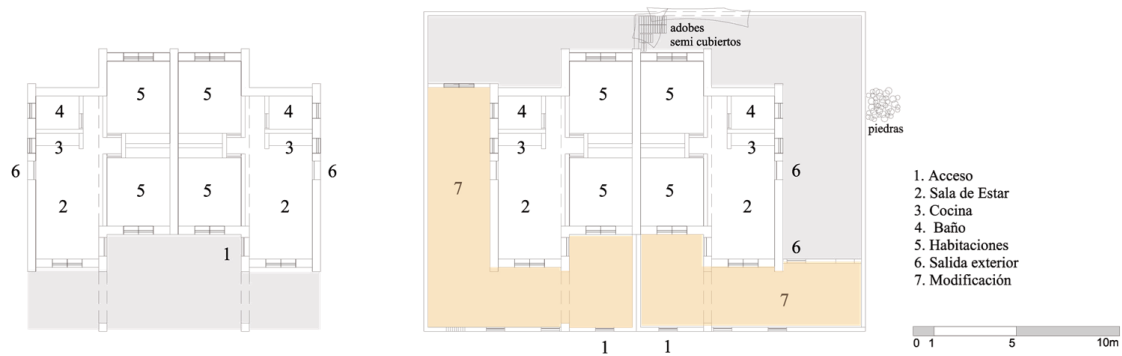 adobes
semi cubiertos
4
5
5
4
3
3
6
6
2
5
5
2
1
4
5
5
4
3
3
6
7
2
5
5
2
6
7
1
1
piedras
1. Acceso
2. Sala de Estar
3. Cocina
4. Baño
5. Habitaciones
6. Salida exterior
7. Modificación
0 1 5 10m